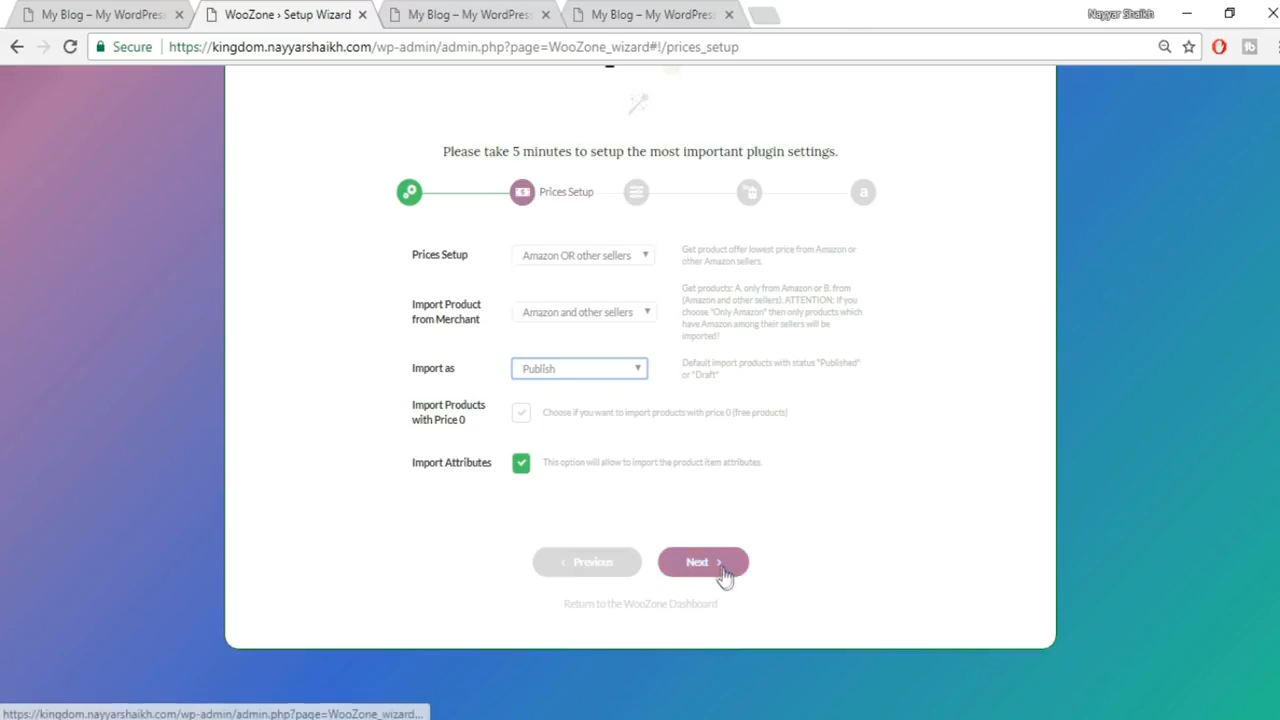 My Blog – My WordPress
WooZone › Setup Wizard
My Blog – My WordPress
My Blog – My WordPress
Nayyar Shaikh
Secure
https://kingdom.nayyarshaikh.com/wp-admin/admin.php?page=WooZone_wizard#!/prices_setup
Please take 5 minutes to setup the most important plugin settings.
Prices Setup
a
Prices Setup
Amazon OR other sellers
Get product offer lowest price from Amazon or
other Amazon sellers.
Import Product
from Merchant
Amazon and other sellers
Get products: A. only from Amazon or B. from
(Amazon and other sellers). ATTENTION: If you
choose "Only Amazon" then only products which
have Amazon among their sellers will be
imported!
Import as
Publish
Default import products with status "Published"
or "Draft"
Import Products
with Price 0
Choose if you want to import products with price 0 (free products)
Import Attributes
This option will allow to import the product item attributes.
‹ Previous
Next ›
Return to the WooZone Dashboard
https://kingdom.nayyarshaikh.com/wp-admin/admin.php?page=WooZone_wizard...